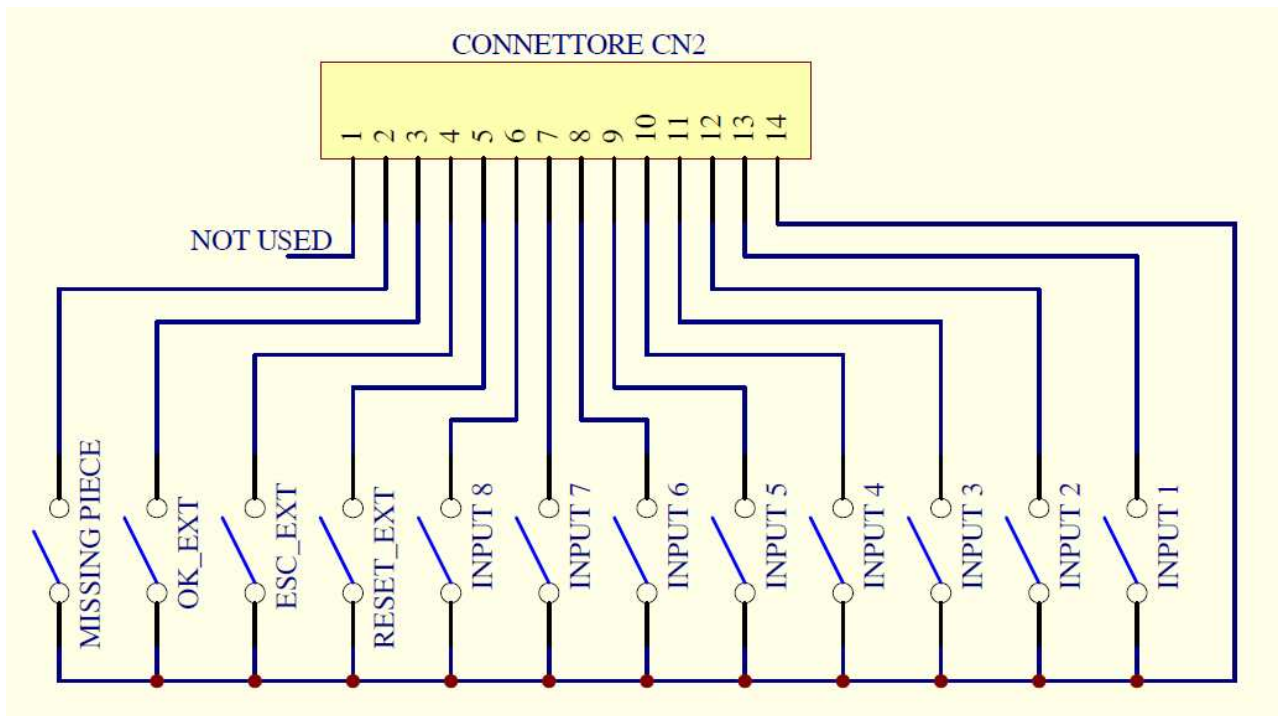 CONNETTORE CN2
1 2 3 4 5 6 7 8 9 10 11 12 13 14
NOT USED
MISSING PIECE
OK_EXT
ESC_EXT
RESET_EXT
INPUT 8
INPUT 7
INPUT 6
INPUT 5
INPUT 4
INPUT 3
INPUT 2
INPUT 1